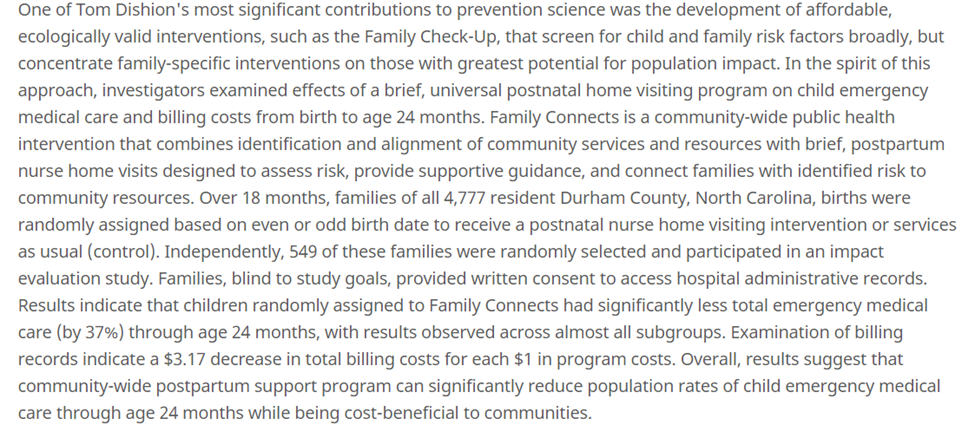 One of Tom Dishion's most significant contributions to prevention science was the development of affordable,
ecologically valid interventions, such as the Family Check-Up, that screen for child and family risk factors broadly, but
concentrate family-specific interventions on those with greatest potential for population impact. In the spirit of this
approach, investigators examined effects of a brief, universal postnatal home visiting program on child emergency
medical care and billing costs from birth to age 24 months. Family Connects is a community-wide public health
intervention that combines identification and alignment of community services and resources with brief, postpartum
nurse home visits designed to assess risk, provide supportive guidance, and connect families with identified risk to
community resources. Over 18 months, families of all 4,777 resident Durham County, North Carolina, births were
randomly assigned based on even or odd birth date to receive a postnatal nurse home visiting intervention or services
as usual (control). Independently, 549 of these families were randomly selected and participated in an impact
evaluation study. Families, blind to study goals, provided written consent to access hospital administrative records.
Results indicate that children randomly assigned to Family Connects had significantly less total emergency medical
care (by 37%) through age 24 months, with results observed across almost all subgroups. Examination of billing
records indicate a $3.17 decrease in total billing costs for each $1 in program costs. Overall, results suggest that
community-wide postpartum support program can significantly reduce population rates of child emergency medical
care through age 24 months while being cost-beneficial to communities.